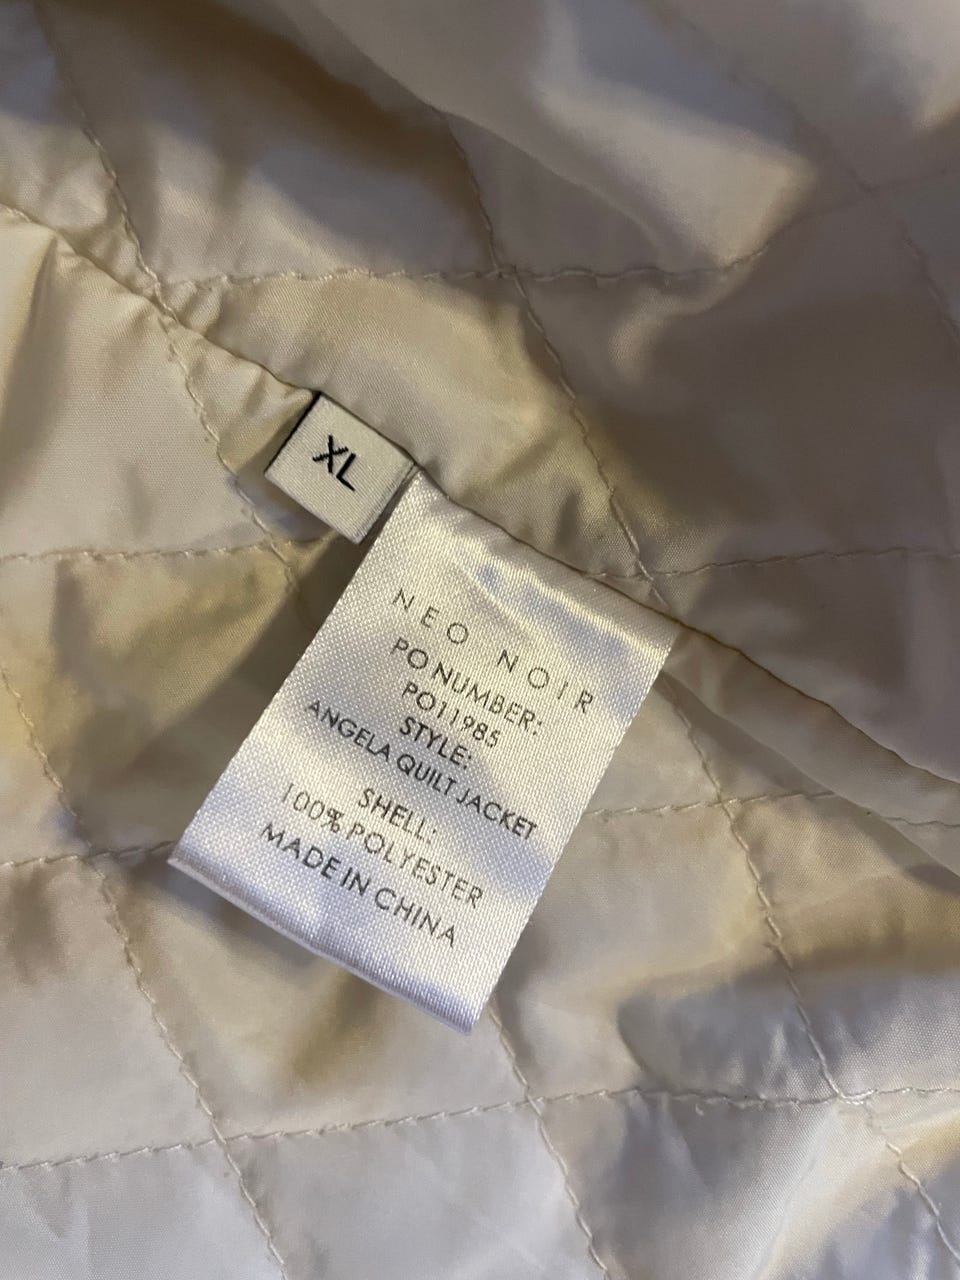 XL
NEO NOIR
PO NUMBER:
PO11985
STYLE:
ANGELA QUILT JACKET
SHELL:
100% POLYESTER
MADE IN CHINA